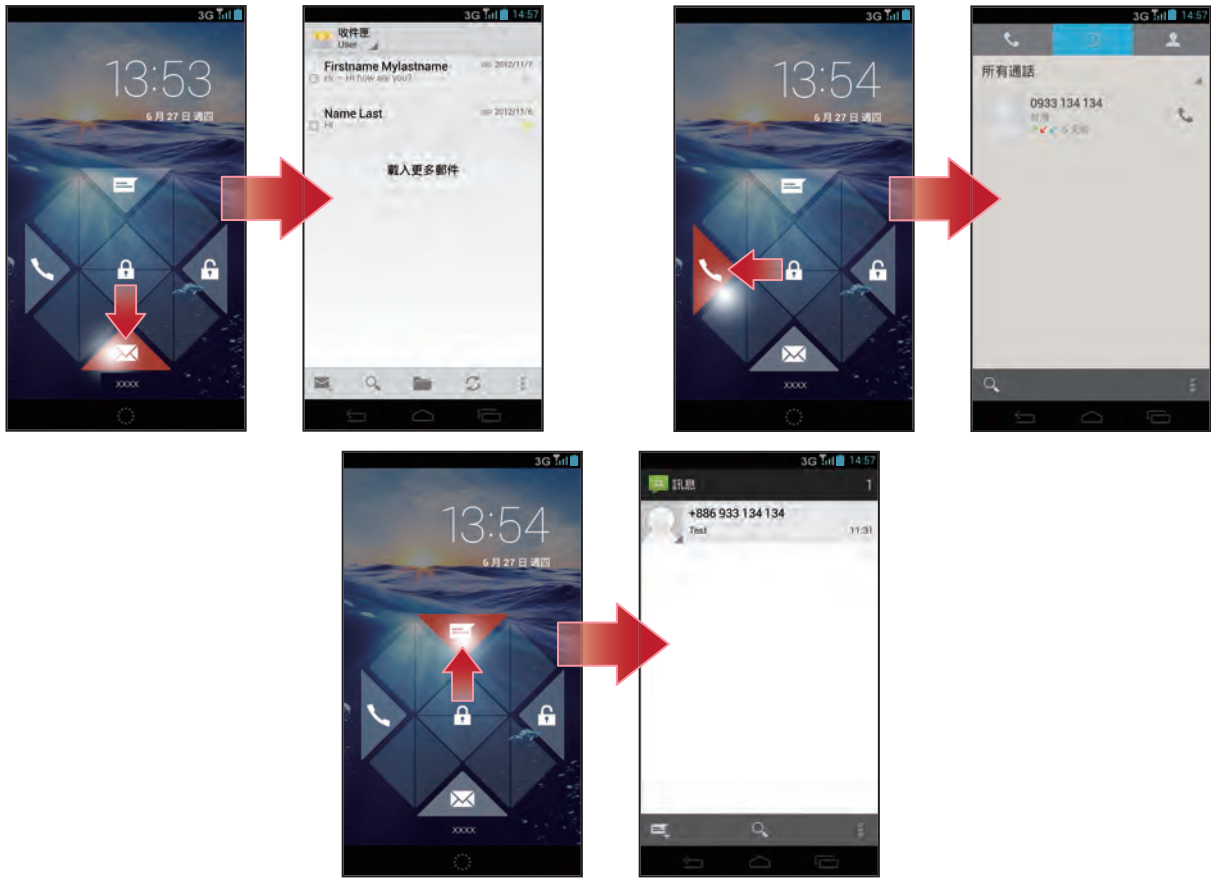 3G
13:53
6月 27日 週四
XXXX
3G 14:57
收件匣
User
Firstname Mylastname 2012/11/7
Hi – Hi how are you?
Name Last 2012/11/6
Hi
載入更多郵件
3G
13:54
6月 27日 週四
XXXX
3G 14:57
所有通話
0933 134 134
5 天前
3G
13:54
6月 27日 週四
XXXX
3G 14:57
訊息 1
+886 933 134 134
Test 11:31